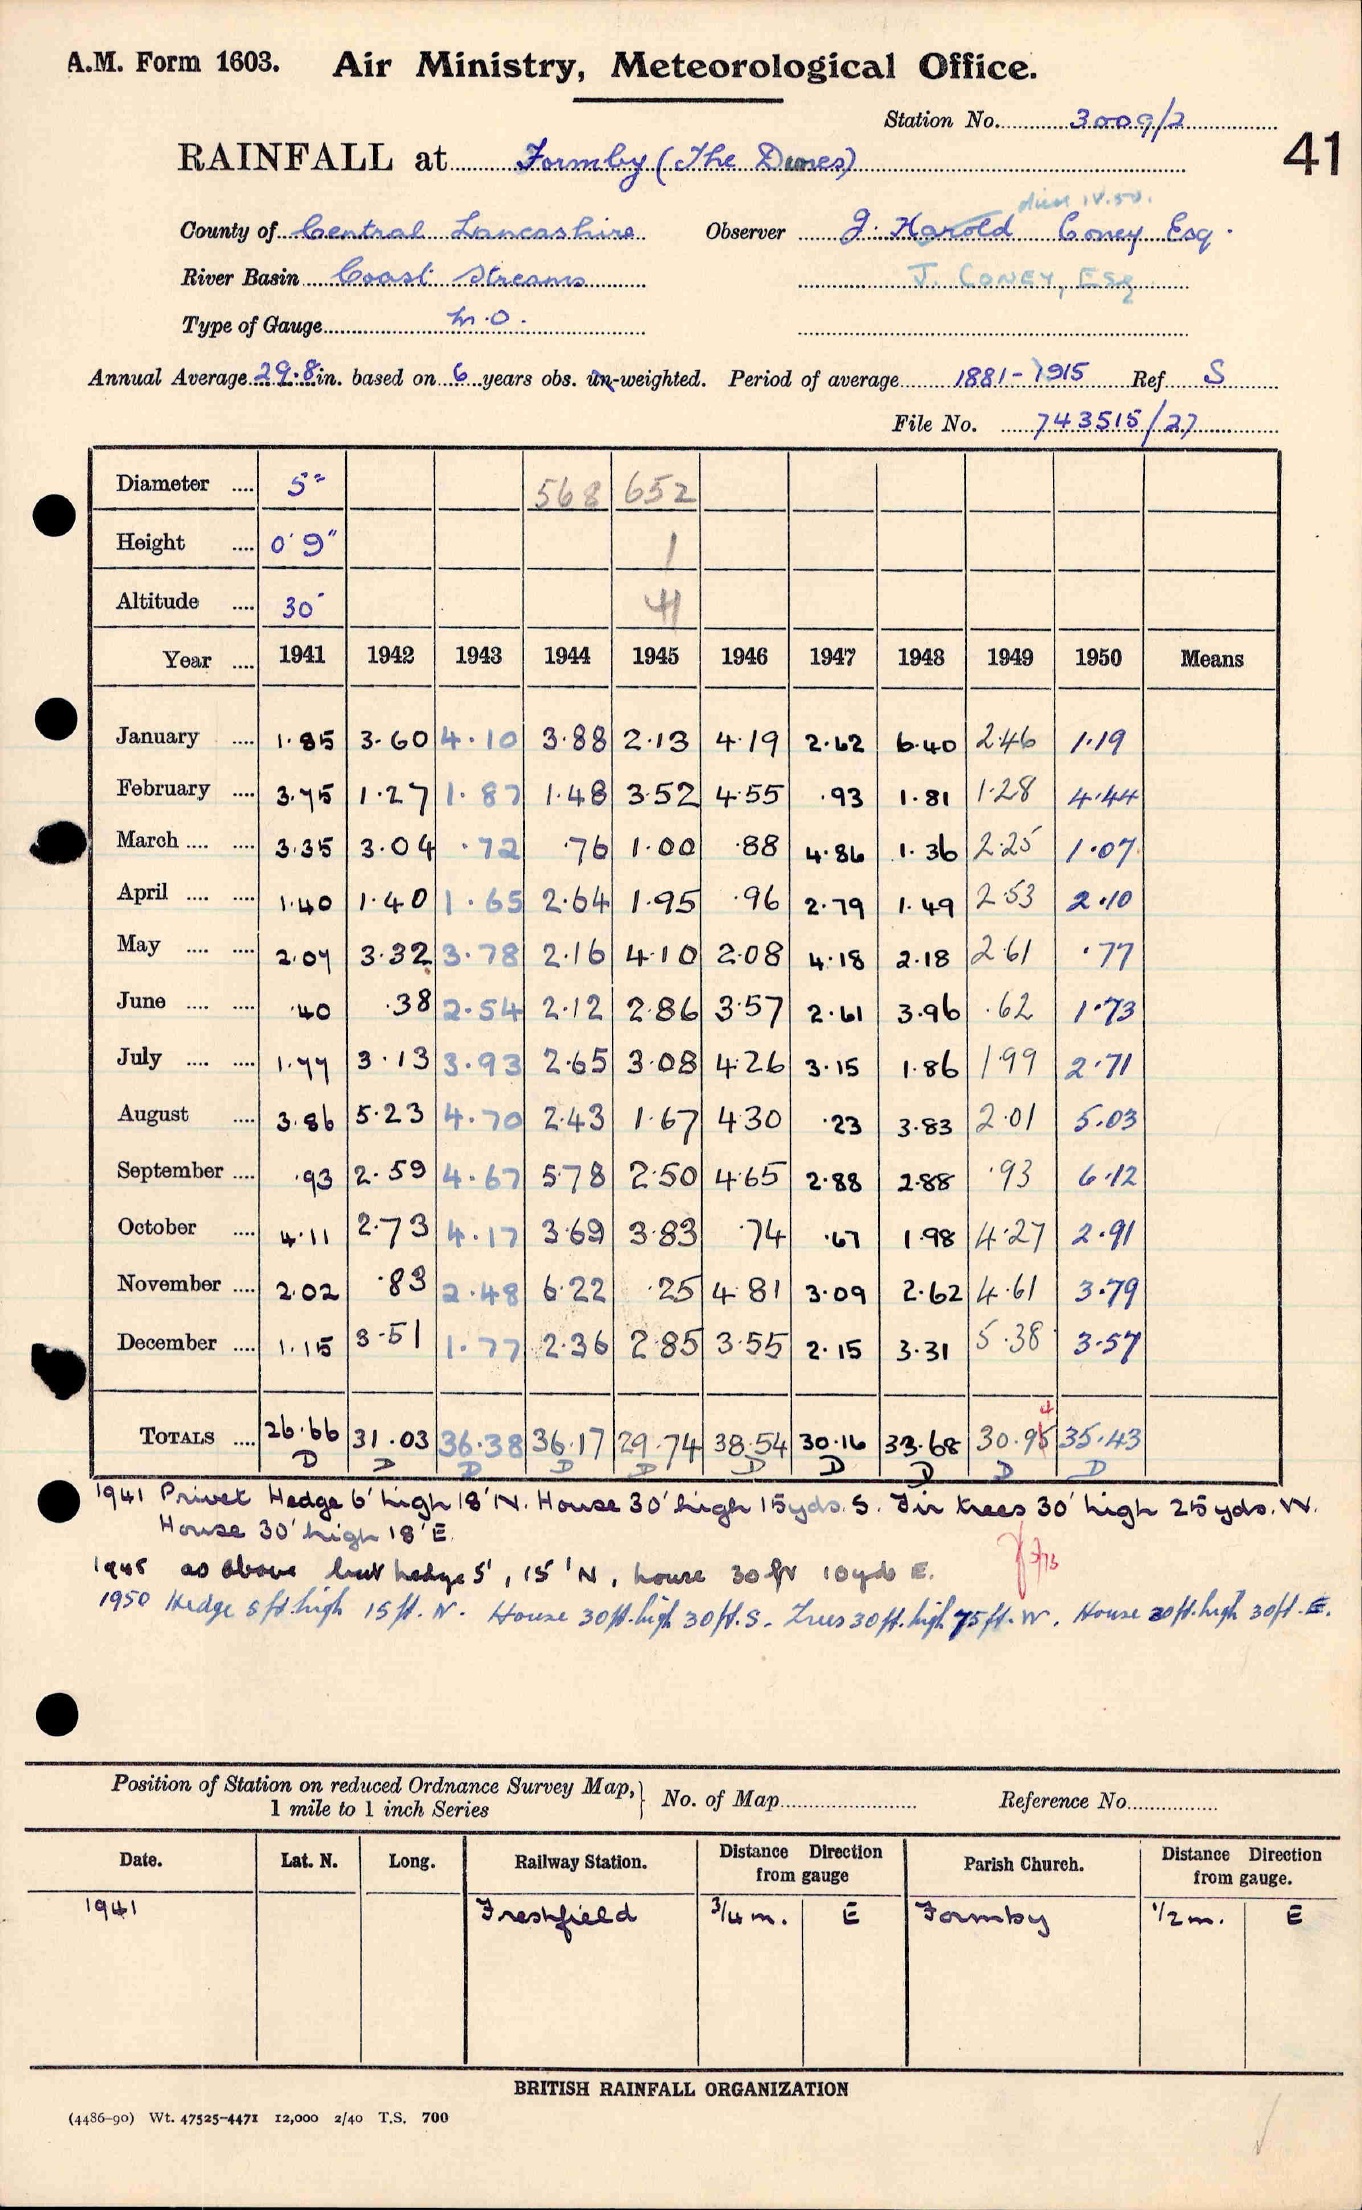 A.M. Form 1603. Air Ministry, Meteorological Office.
Station No. 3009/2
41
RAINFALL at Formby (The Dunes)
died IV.50.
County of Central Lancashire Observer J. Harold Coney Esq.
River Basin Coast Streams J. CONEY, ESQ
Type of Gauge M.O.
Annual Average 29.8 in. based on 6 years obs. un-weighted. Period of average 1881-1915 Ref S
File No. 743515/27
Diameter .... 5" 568 652
Height .... 0' 9" 1
Altitude .... 30' 41
Year .... 1941 1942 1943 1944 1945 1946 1947 1948 1949 1950 Means
January .... 1.85 3.60 4.10 3.88 2.13 4.19 2.62 6.40 2.46 1.19
February .... 3.75 1.27 1.87 1.48 3.52 4.55 .93 1.81 1.28 4.44
March .... .... 3.35 3.04 .72 .76 1.00 .88 4.86 1.36 2.25 1.07
April .... .... 1.40 1.40 1.65 2.64 1.95 .96 2.79 1.49 2.53 2.10
May .... .... 2.07 3.32 3.78 2.16 4.10 2.08 4.18 2.18 2.61 .77
June .... .... .40 .38 2.54 2.12 2.86 3.57 2.61 3.96 .62 1.73
July .... .... 1.77 3.13 3.93 2.65 3.08 4.26 3.15 1.86 1.99 2.71
August .... 3.86 5.23 4.70 2.43 1.67 4.30 .23 3.83 2.01 5.03
September .... .93 2.59 4.67 5.78 2.50 4.65 2.88 2.88 .93 6.12
October .... 4.11 2.73 4.17 3.69 3.83 .74 .67 1.98 4.27 2.91
November .... 2.02 .83 2.48 6.22 .25 4.81 3.09 2.62 4.61 3.79
December .... 1.15 3.51 1.77 2.36 2.85 3.55 2.15 3.31 5.38 3.57
4
TOTALS .... 26.66 31.03 36.38 36.17 29.74 38.54 30.16 33.68 30.95 35.43
D D D D D D D D D D
1941 Privet Hedge 6' high 18' N. House 30' high 15 yds. S. Fir trees 30' high 25 yds. W.
House 30' high 18' E.
1945 as above but hedge 5', 15' N, house 30 ft 10 yds E.
1950 Hedge 5 ft. high 15 ft. N. House 30 ft. high 30 ft. S. Trees 30 ft. high 75 ft. W. House 30 ft. high 30 ft. E.
Position of Station on reduced Ordnance Survey Map,
1 mile to 1 inch Series
No. of Map Reference No.
Date. Lat. N. Long. Railway Station. Distance Direction from gauge Parish Church. Distance Direction from gauge.
1941 Freshfield 3/4 m. E Formby 1/2 m. E
BRITISH RAINFALL ORGANIZATION
(4486-90) Wt. 47525-4471 12,000 2/40 T.S. 700